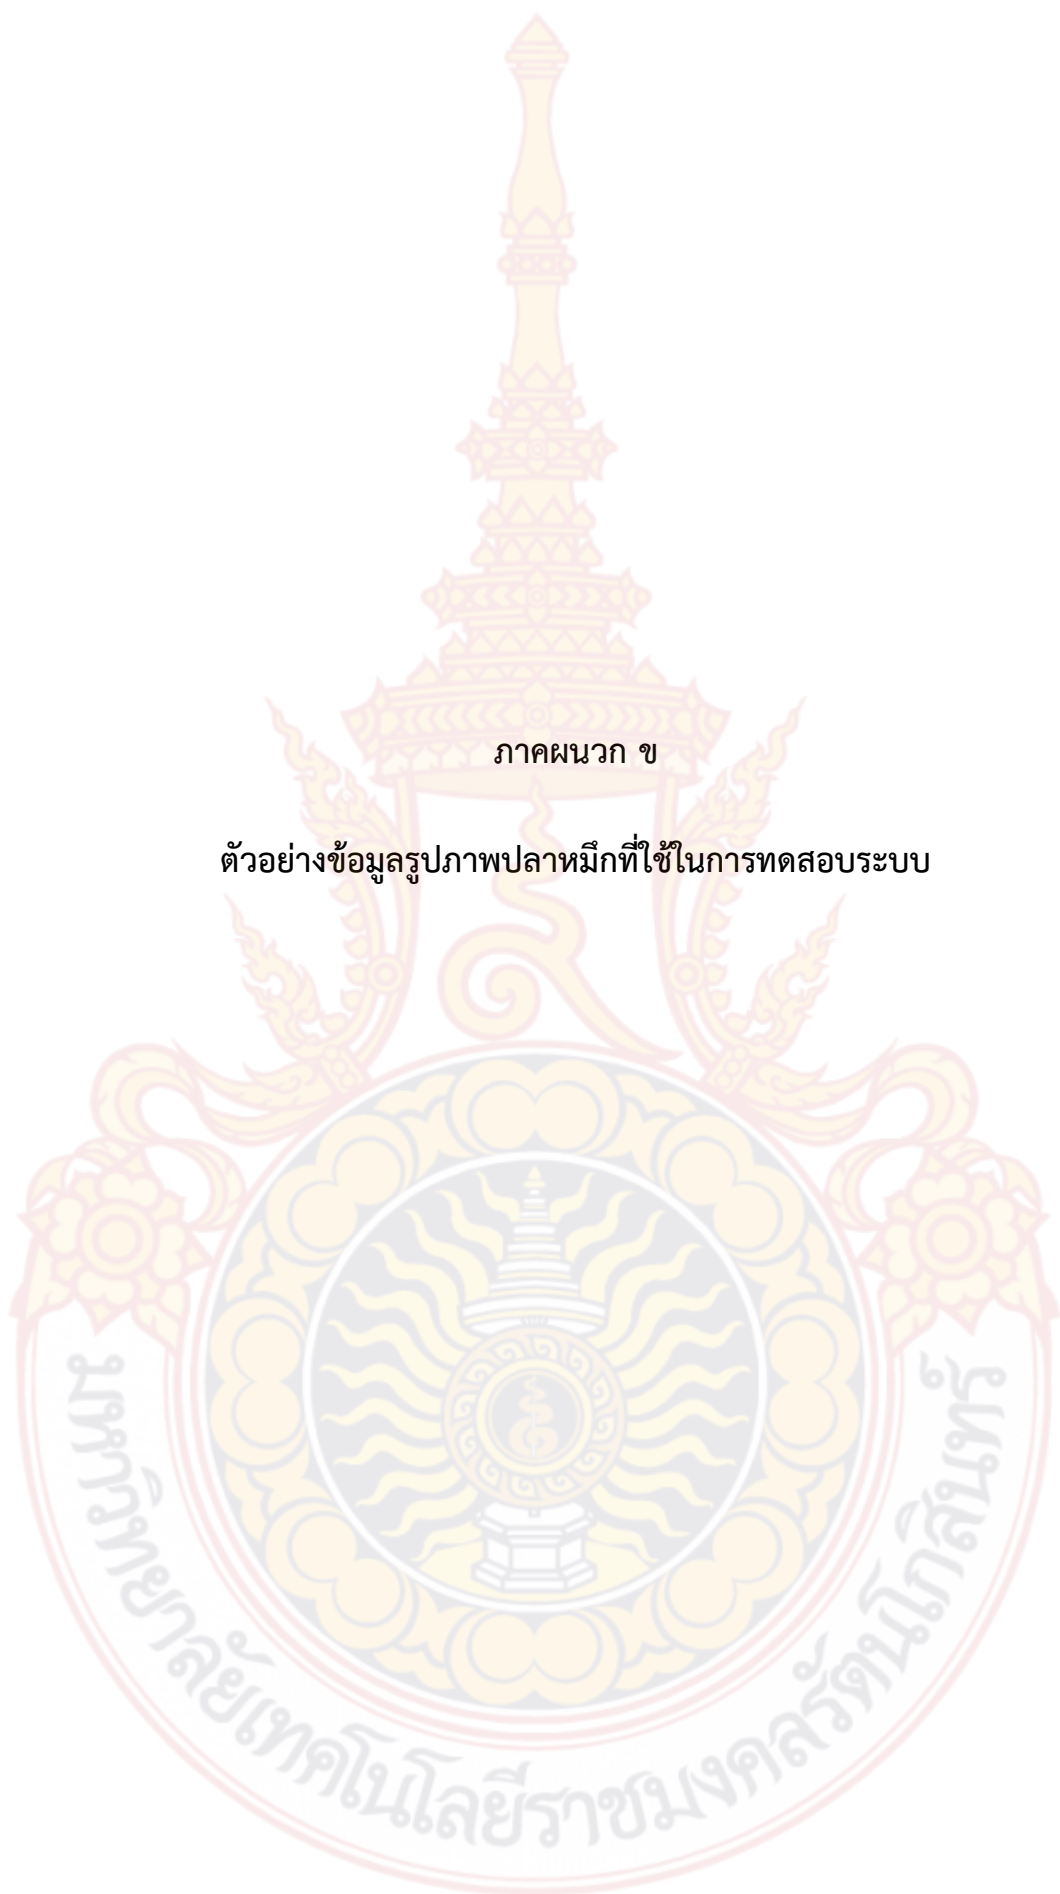 ภาคผนวก ข
ตัวอย่างข้อมูลรูปภาพปลาหมึกที่ใช้ในการทดสอบระบบ
มหาวิทยาลัยเทคโนโลยีราชมงคลรัตนโกสินทร์